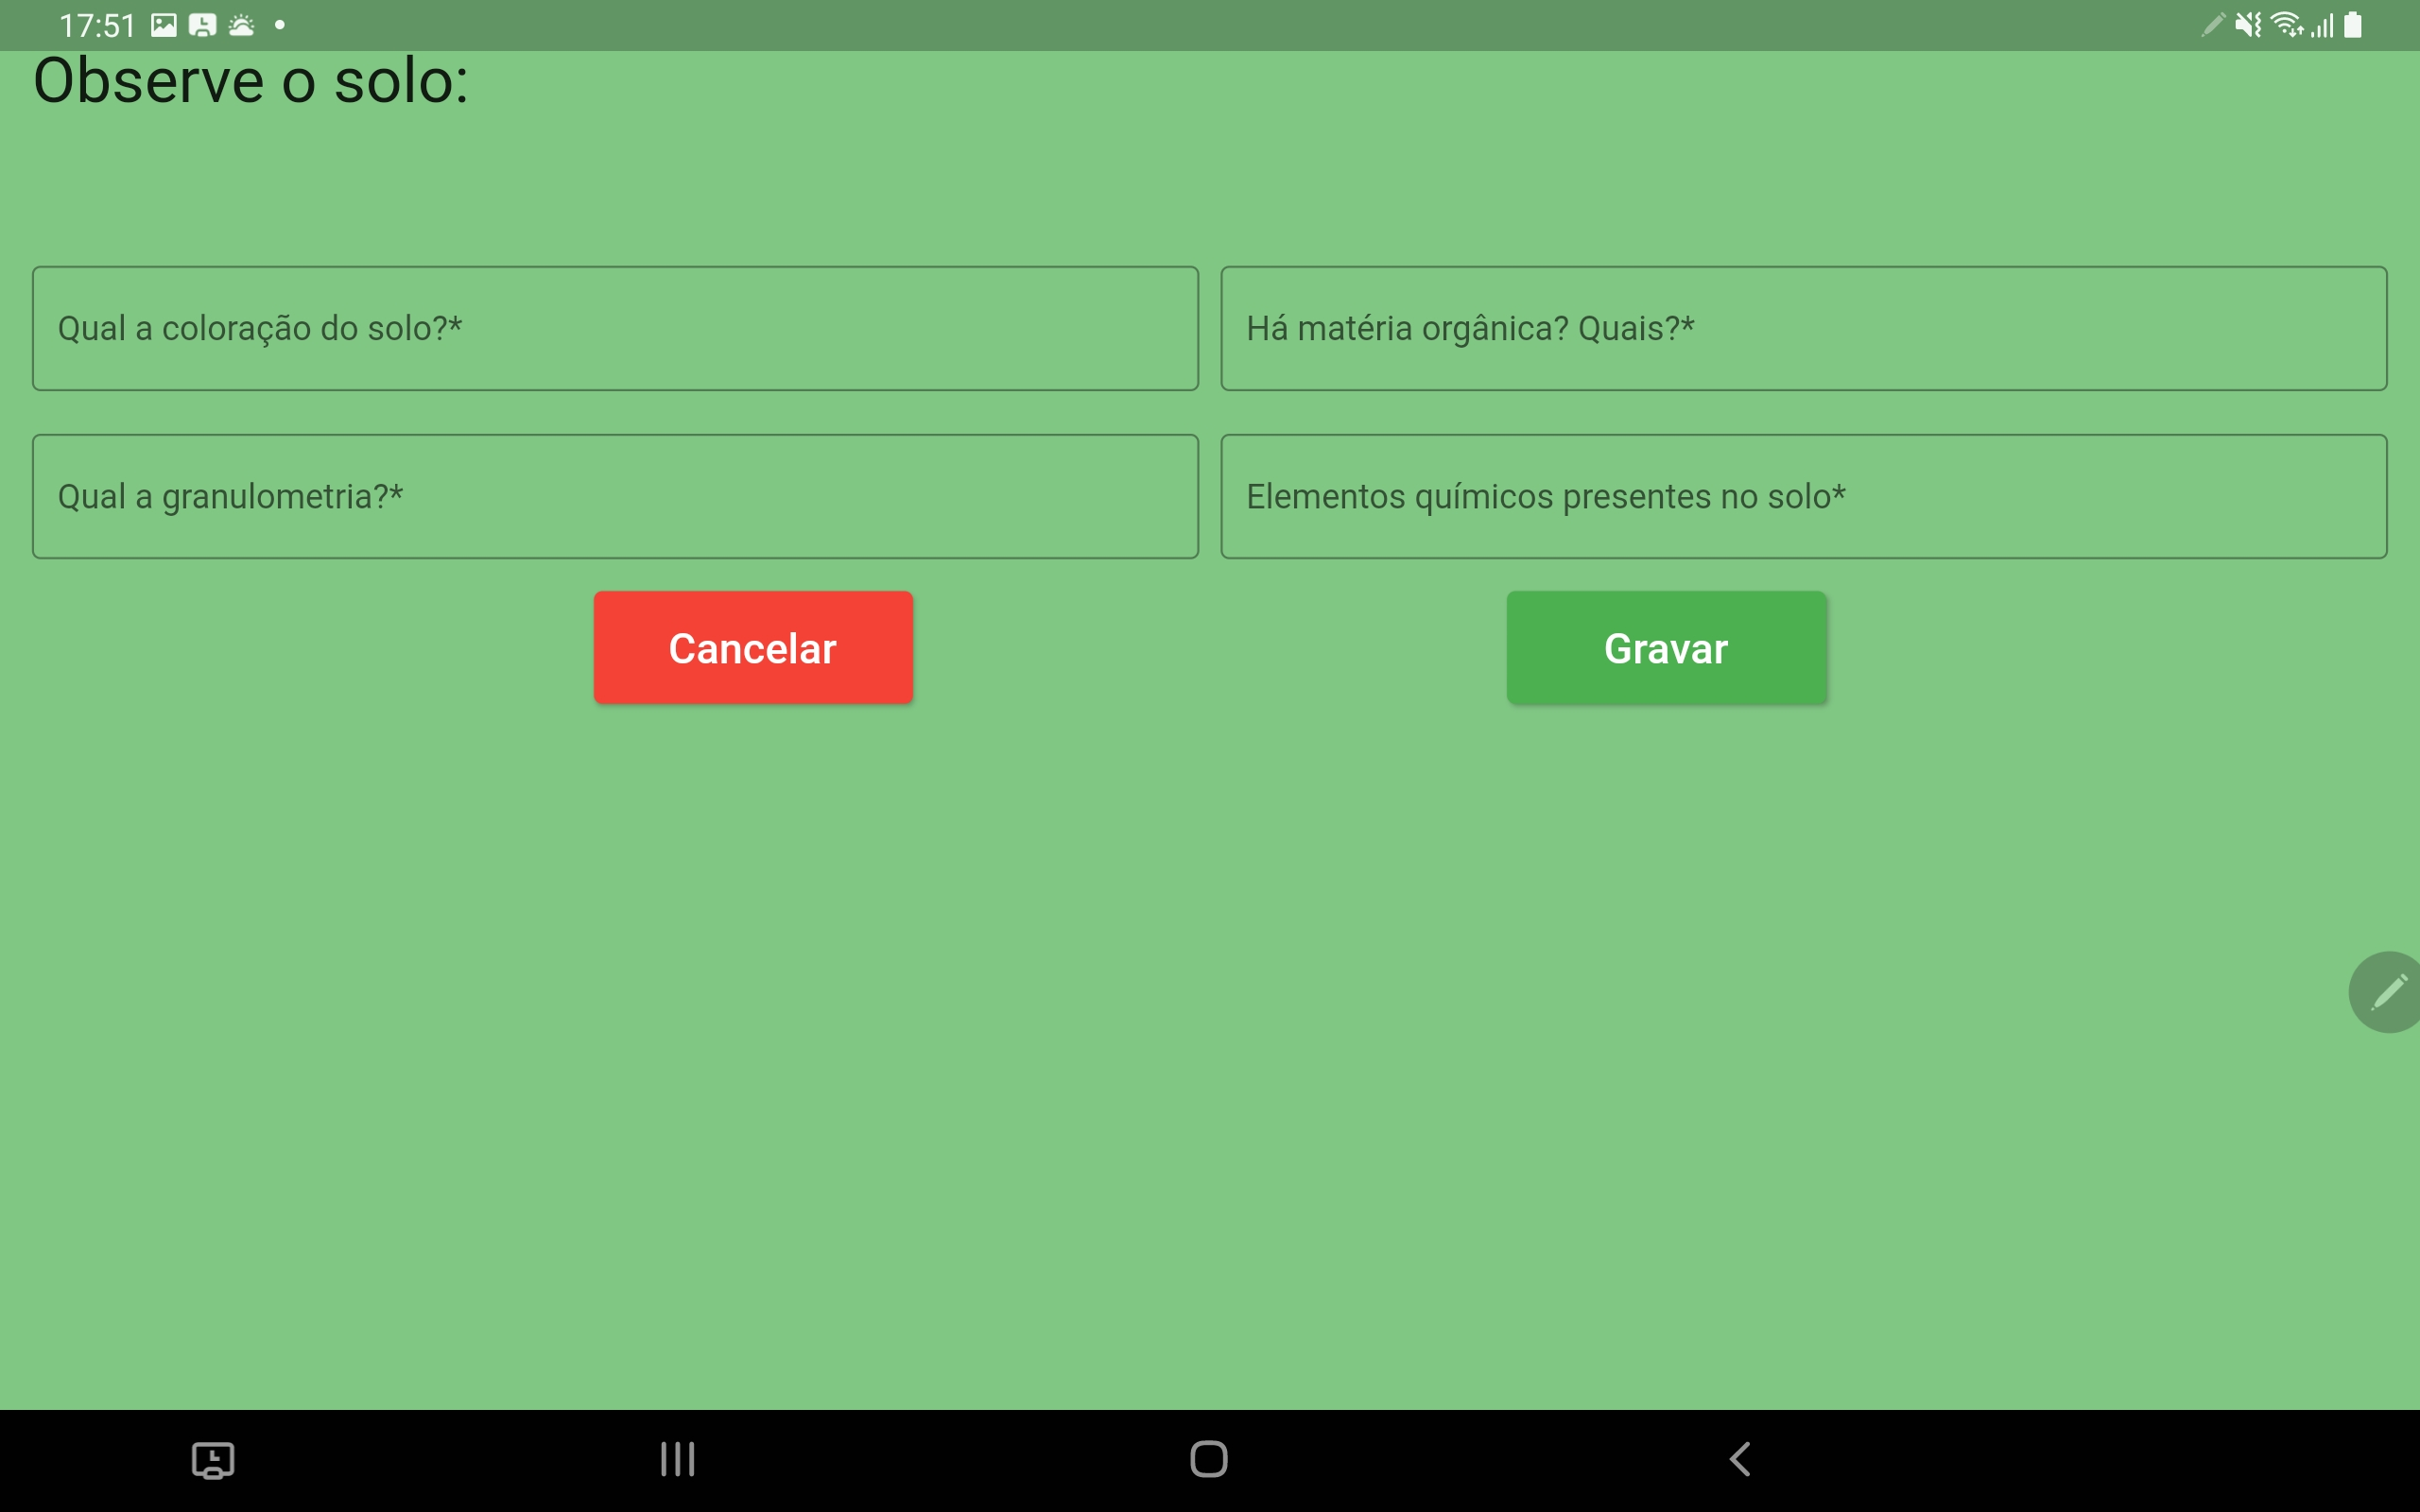 17:51
Observe o solo:
Qual a coloração do solo?*
Há matéria orgânica? Quais?*
Qual a granulometria?*
Elementos químicos presentes no solo*
Cancelar
Gravar